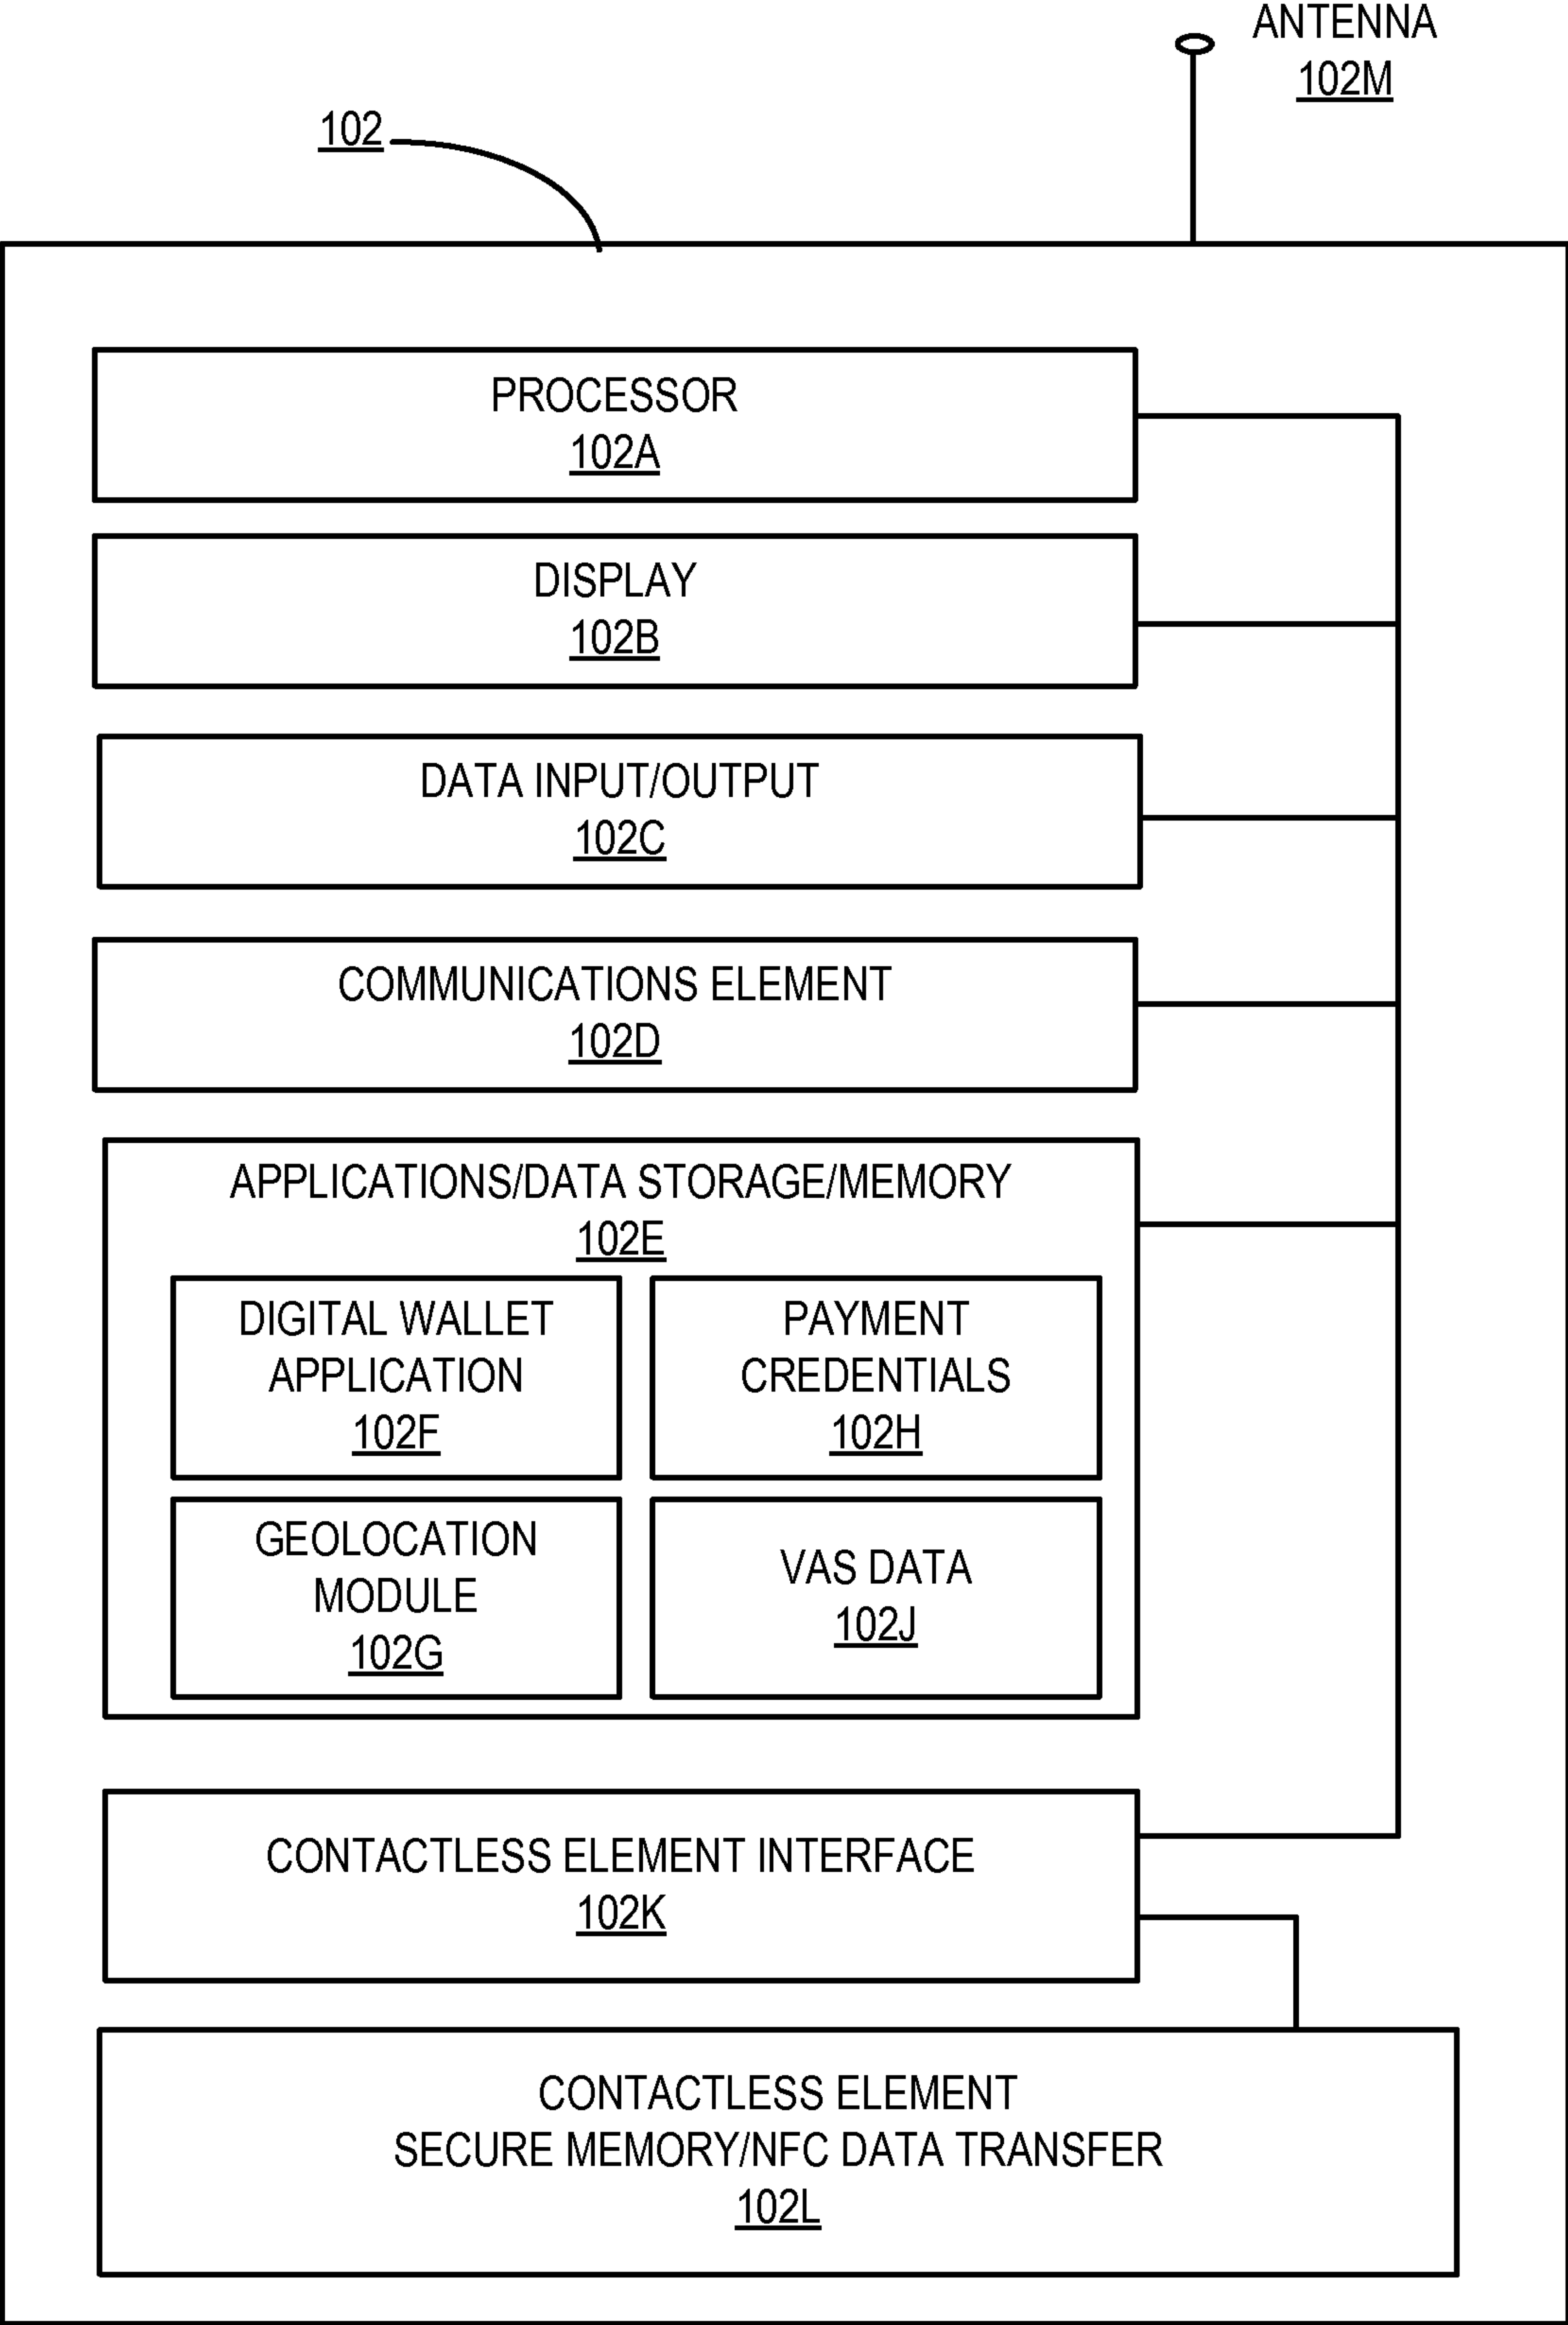 ANTENNA
102M
102
PROCESSOR
102A
DISPLAY
102B
DATA INPUT/OUTPUT
102C
COMMUNICATIONS ELEMENT
102D
APPLICATIONS/DATA STORAGE/MEMORY
102E
DIGITAL WALLET
APPLICATION
102F
PAYMENT
CREDENTIALS
102H
GEOLOCATION
MODULE
102G
VAS DATA
102J
CONTACTLESS ELEMENT INTERFACE
102K
CONTACTLESS ELEMENT
SECURE MEMORY/NFC DATA TRANSFER
102L